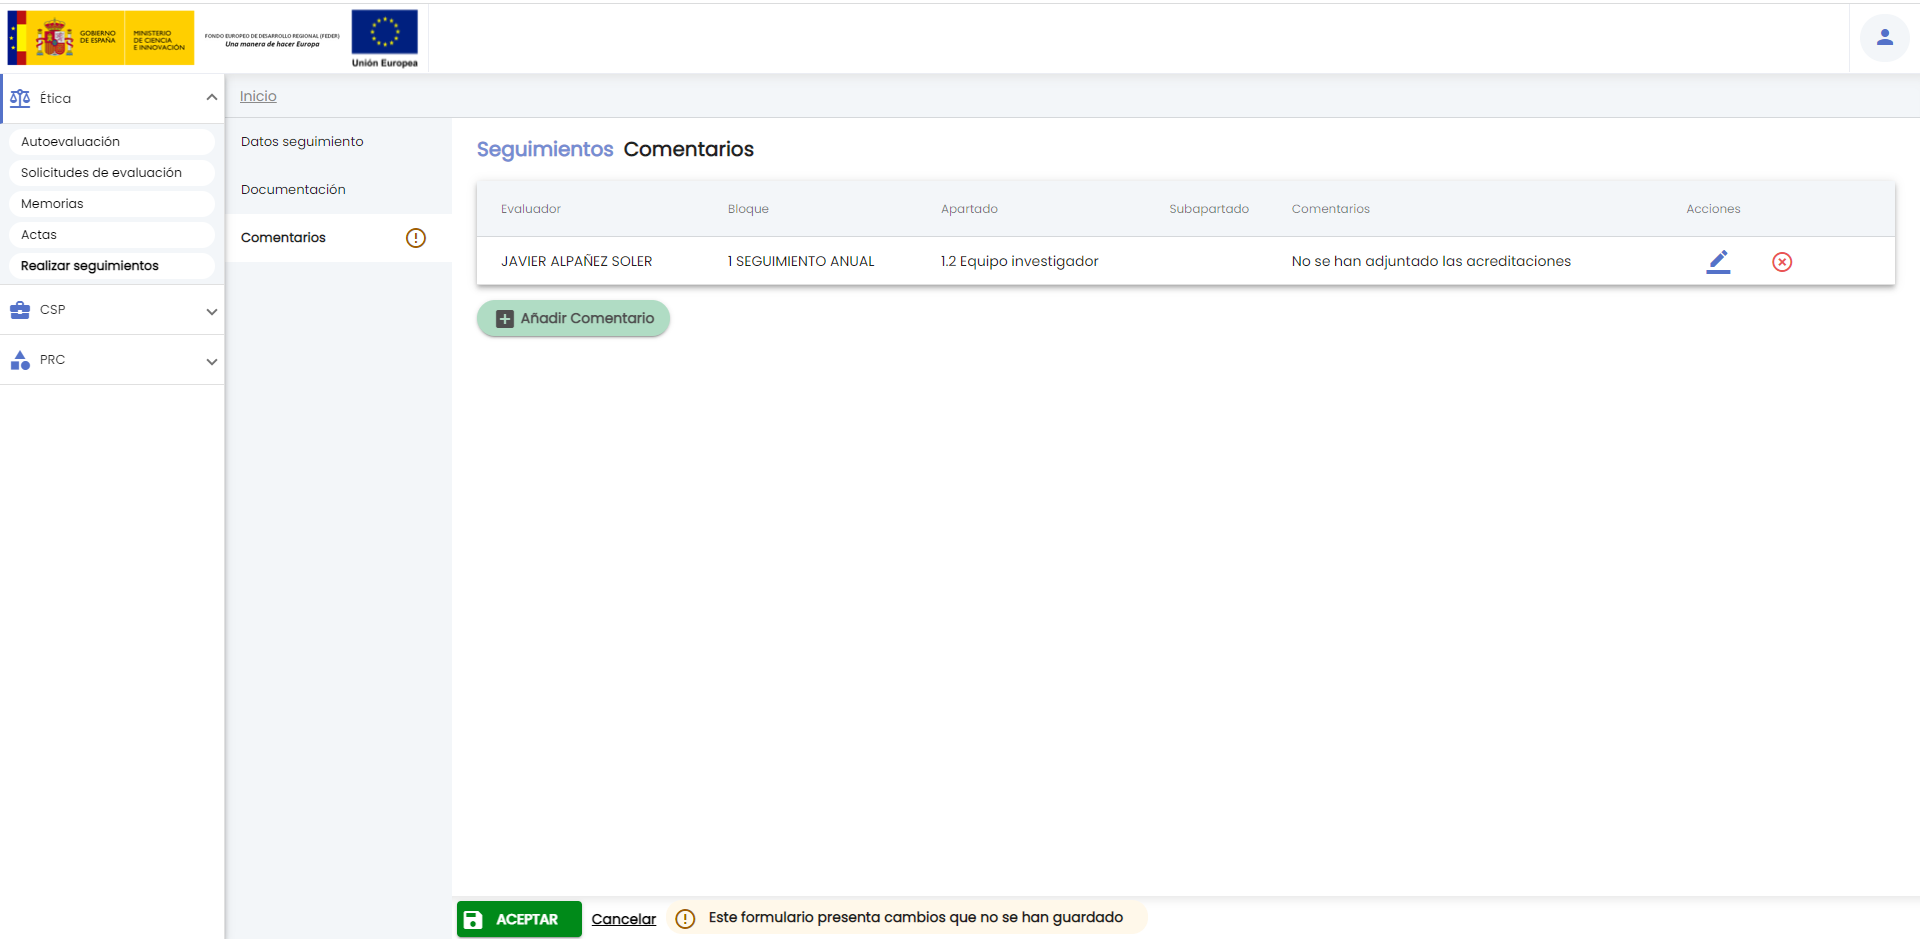 GOBIERNO
DE ESPAÑA
MINISTERIO
DE CIENCIA
E INNOVACIÓN
FONDO EUROPEO DE DESARROLLO REGIONAL (FEDER)
Una manera de hacer Europa
Unión Europea
Ética
Autoevaluación
Solicitudes de evaluación
Memorias
Actas
Realizar seguimientos
CSP
PRC
Inicio
Datos seguimiento
Documentación
Comentarios
Seguimientos Comentarios
Evaluador Bloque Apartado Subapartado Comentarios Acciones
JAVIER ALPAÑEZ SOLER 1 SEGUIMIENTO ANUAL 1.2 Equipo investigador No se han adjuntado las acreditaciones
Añadir Comentario
ACEPTAR Cancelar Este formulario presenta cambios que no se han guardado